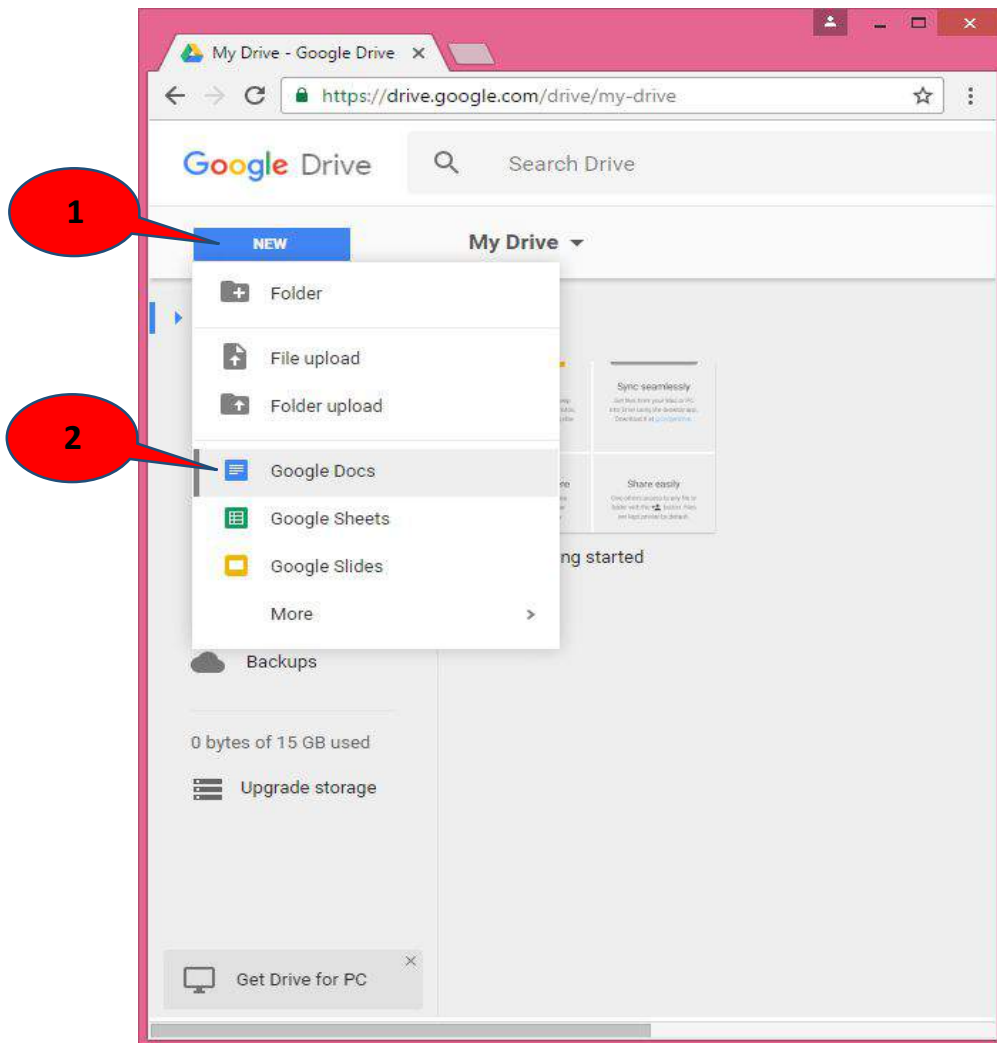 My Drive - Google Drive
https://drive.google.com/drive/my-drive
Google Drive
Search Drive
1
NEW
My Drive
Folder
File upload
Folder upload
Sync seamlessly
2
Google Docs
Share easily
Google Sheets
Google Slides
ng started
More
Backups
0 bytes of 15 GB used
Upgrade storage
Get Drive for PC